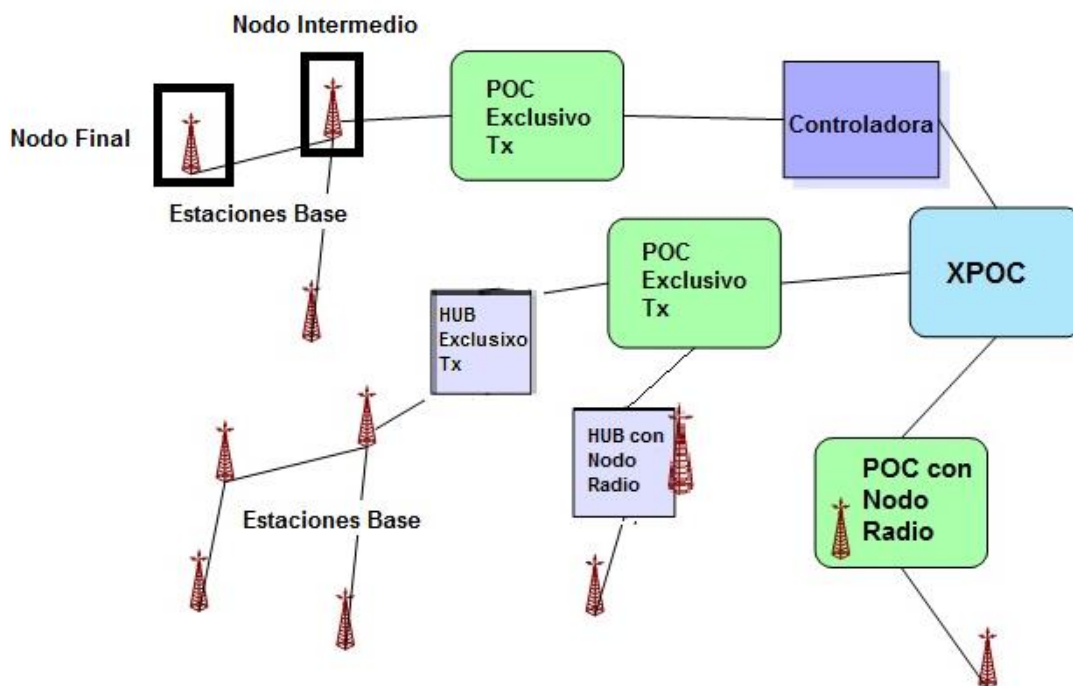 Nodo Intermedio
Nodo Final
POC
Exclusivo
Tx
Controladora
Estaciones Base
POC
Exclusivo
Tx
XPOC
HUB
Exclusixo
Tx
HUB con
Nodo
Radio
POC con
Nodo
Radio
Estaciones Base